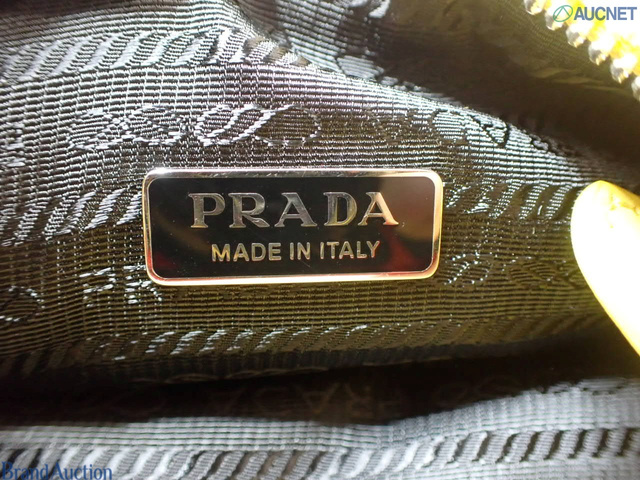 AUCNET
PRADA
MADE IN ITALY
Brand Auction